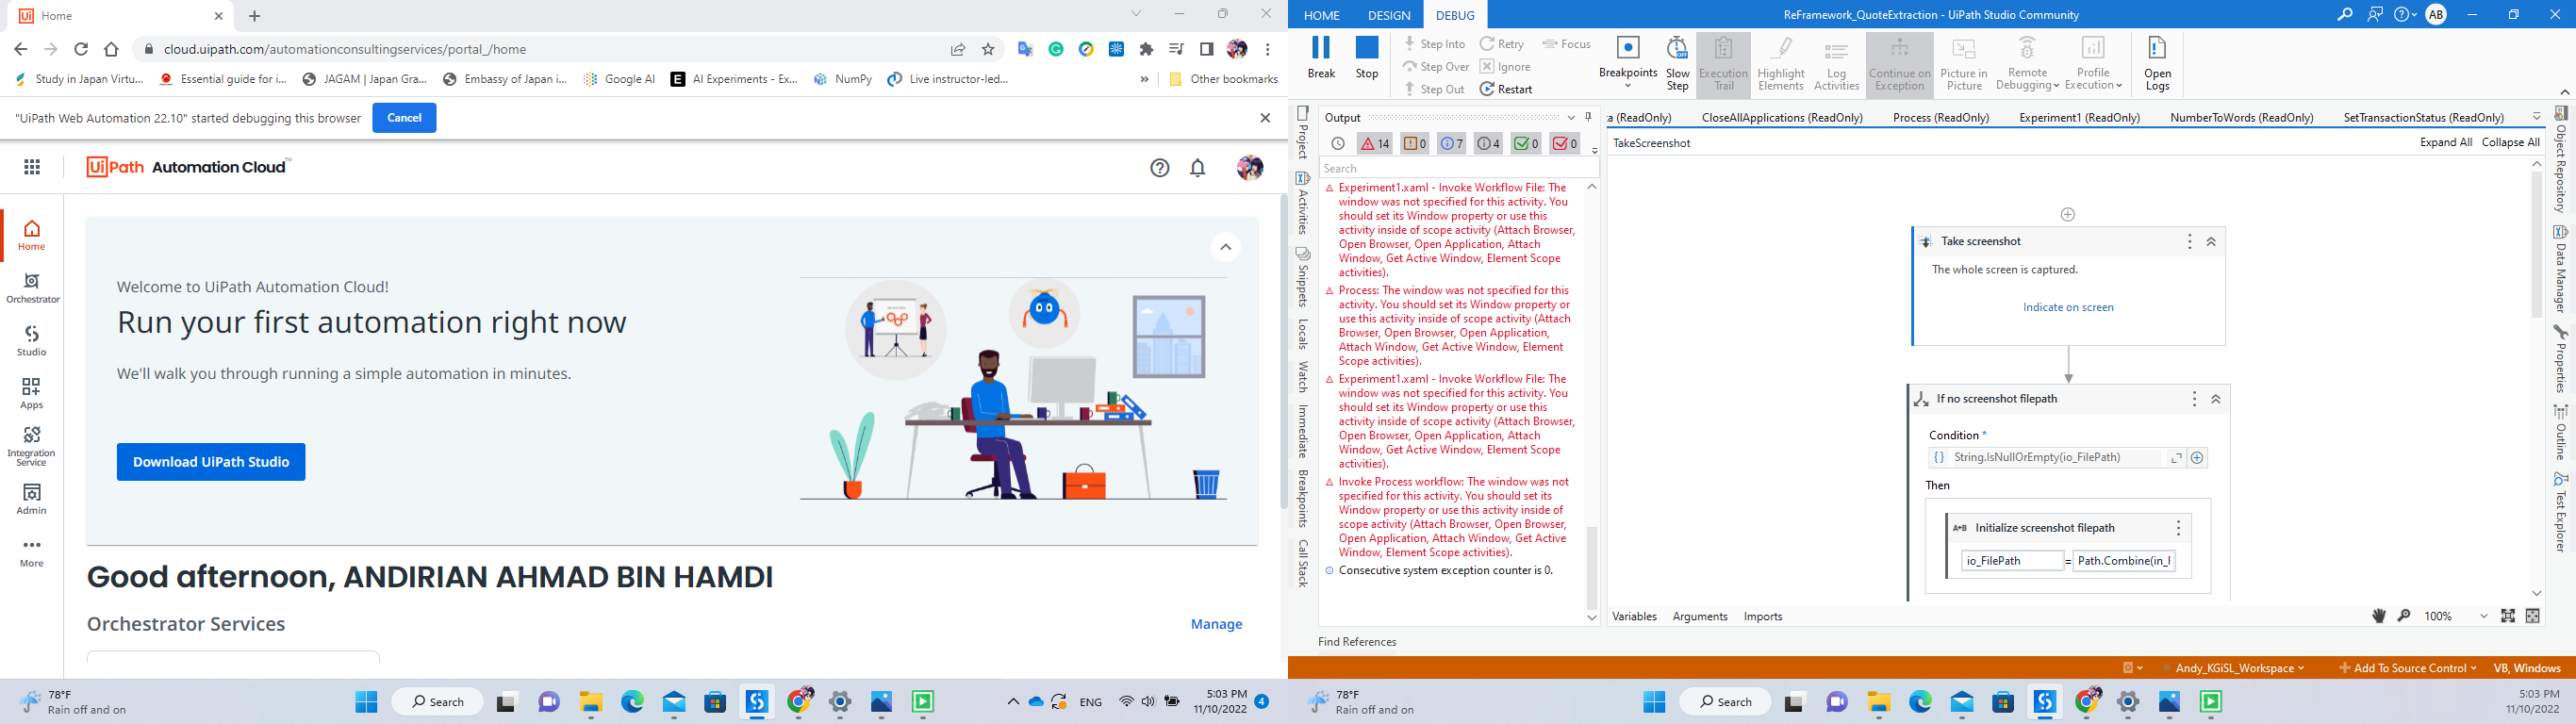 Home
cloud.uipath.com/automationconsultingservices/portal_/home
Study in Japan Virtu...
Essential guide for i...
JAGAM | Japan Gra...
Embassy of Japan i...
Google AI
AI Experiments - Ex...
NumPy
Live instructor-led...
»
Other bookmarks
"UiPath Web Automation 22.10" started debugging this browser
Cancel
UiPath Automation Cloud™
Home
Orchestrator
Studio
Apps
Integration
Service
Admin
More
Welcome to UiPath Automation Cloud!
Run your first automation right now
We'll walk you through running a simple automation in minutes.
Download UiPath Studio
Good afternoon, ANDIRIAN AHMAD BIN HAMDI
Orchestrator Services
Manage
78°F
Rain off and on
Search
ENG
5:03 PM
11/10/2022
4
HOME
DESIGN
DEBUG
ReFramework_QuoteExtraction - UiPath Studio Community
AB
Break
Stop
Step Into
Step Over
Step Out
Retry
Ignore
Restart
Focus
Breakpoints
Slow
Step
Execution
Trail
Highlight
Elements
Log
Activities
Continue on
Exception
Picture in
Picture
Remote
Debugging
Profile
Execution
Open
Logs
Project
Activities
Snippets
Locals
Watch
Immediate
Breakpoints
Call Stack
Output
14
0
7
4
0
0
Search
Experiment1.xaml - Invoke Workflow File: The
window was not specified for this activity. You
should set its Window property or use this
activity inside of scope activity (Attach Browser,
Open Browser, Open Application, Attach
Window, Get Active Window, Element Scope
activities).
Process: The window was not specified for this
activity. You should set its Window property or
use this activity inside of scope activity (Attach
Browser, Open Browser, Open Application,
Attach Window, Get Active Window, Element
Scope activities).
Experiment1.xaml - Invoke Workflow File: The
window was not specified for this activity. You
should set its Window property or use this
activity inside of scope activity (Attach Browser,
Open Browser, Open Application, Attach
Window, Get Active Window, Element Scope
activities).
Invoke Process workflow: The window was not
specified for this activity. You should set its
Window property or use this activity inside of
scope activity (Attach Browser, Open Browser,
Open Application, Attach Window, Get Active
Window, Element Scope activities).
Consecutive system exception counter is 0.
Find References
ta (ReadOnly)
CloseAllApplications (ReadOnly)
Process (ReadOnly)
Experiment1 (ReadOnly)
NumberToWords (ReadOnly)
SetTransactionStatus (ReadOnly)
TakeScreenshot
Expand All
Collapse All
Take screenshot
The whole screen is captured.
Indicate on screen
If no screenshot filepath
Condition *
String.IsNullOrEmpty(io_FilePath)
Then
A+B Initialize screenshot filepath
io_FilePath = Path.Combine(in_F
Variables
Arguments
Imports
100%
Object Repository
Data Manager
Properties
Outline
Test Explorer
Andy_KGiSL_Workspace
Add To Source Control
VB, Windows
78°F
Rain off and on
Search
5:03 PM
11/10/2022